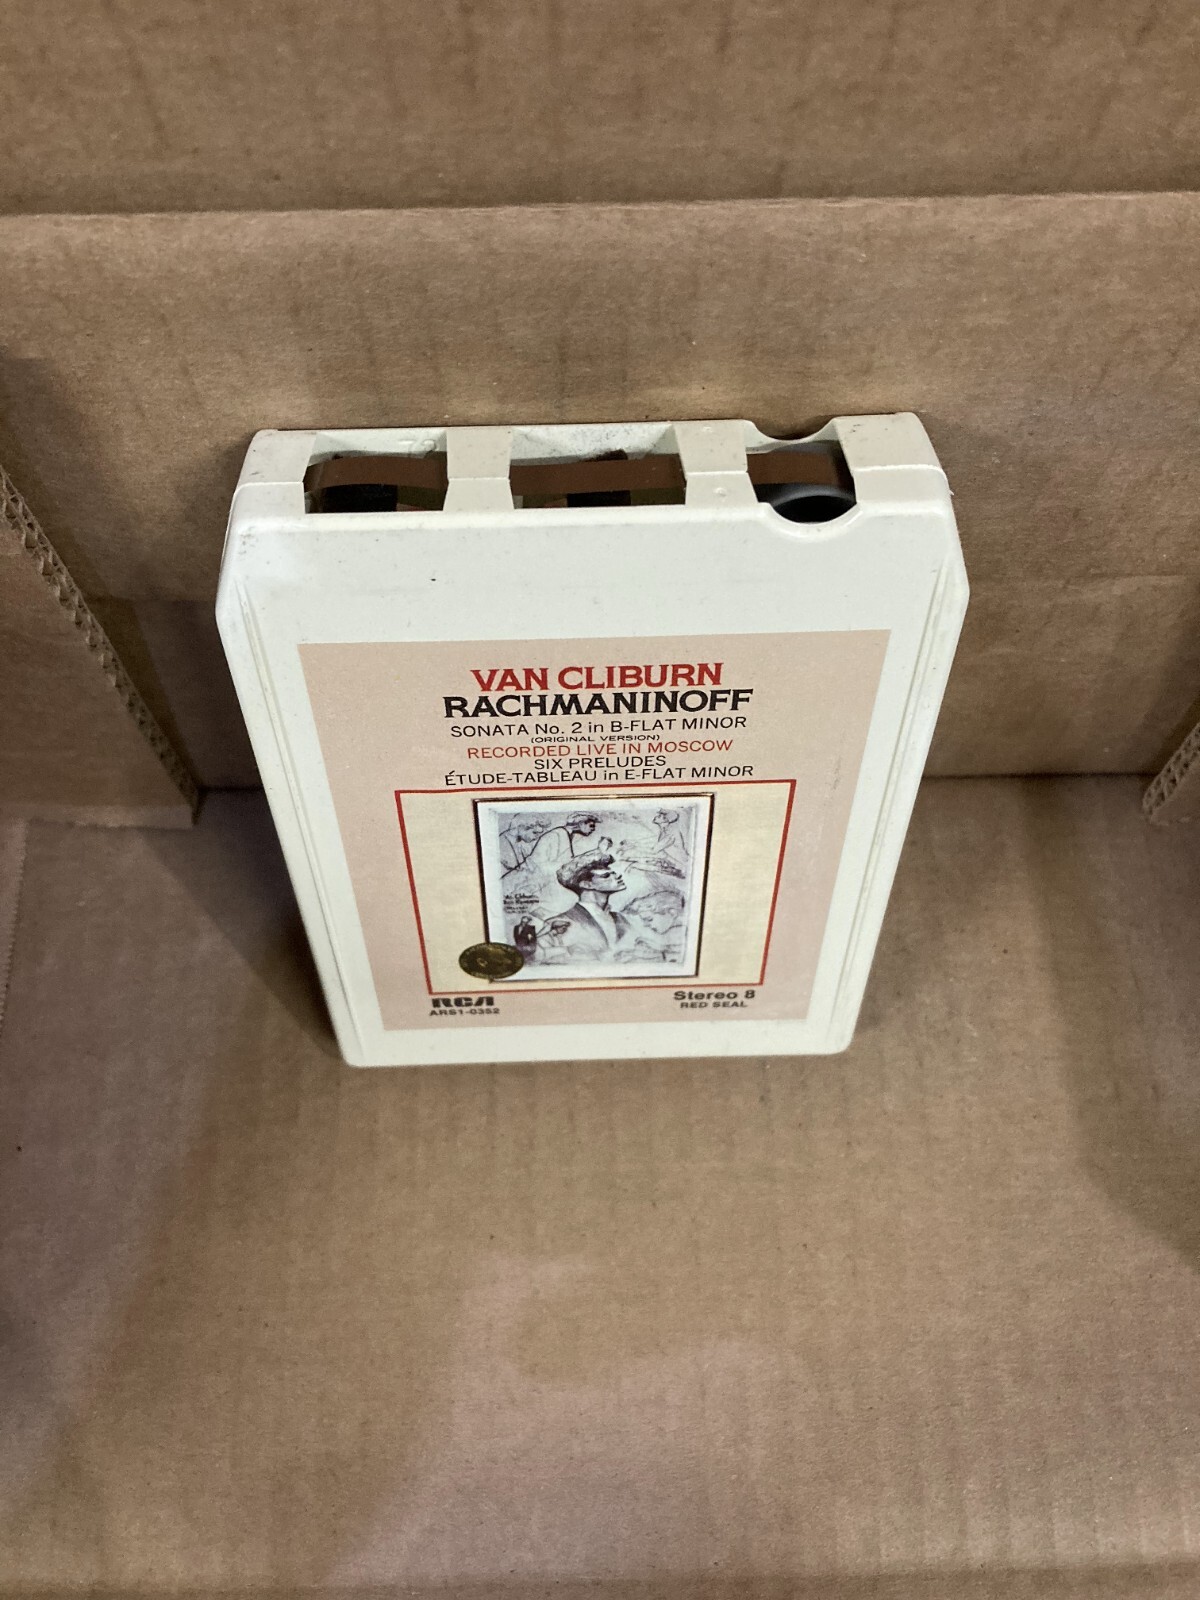 VAN CLIBURN
RACHMANINOFF
SONATA No. 2 in B-FLAT MINOR
(ORIGINAL VERSION)
RECORDED LIVE IN MOSCOW
SIX PRELUDES
ÉTUDE-TABLEAU in E-FLAT MINOR
RCA
ARS1-0352
Stereo 8
RED SEAL